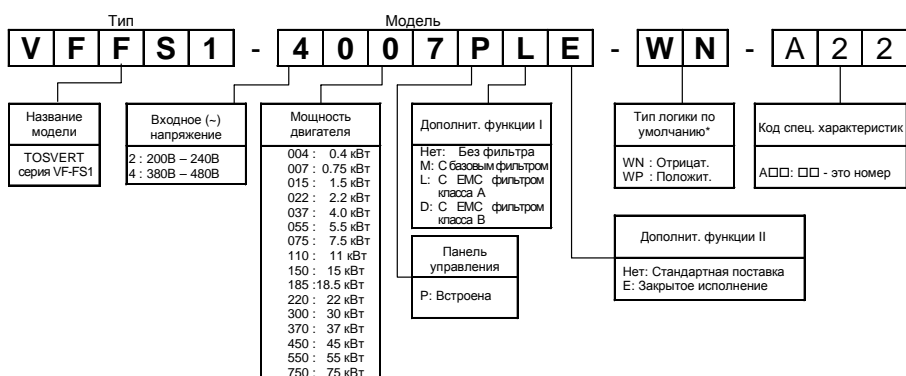 Тип
Модель
V F F S 1 - 4 0 0 7 P L E - W N - A 2 2
Название модели
TOSVERT
серия VF-FS1
Входное (~) напряжение
2 : 200В – 240В
4 : 380В – 480В
Мощность двигателя
004 : 0.4 кВт
007 : 0.75 кВт
015 : 1.5 кВт
022 : 2.2 кВт
037 : 4.0 кВт
055 : 5.5 кВт
075 : 7.5 кВт
110 : 11 кВт
150 : 15 кВт
185 :18.5 кВт
220 : 22 кВт
300 : 30 кВт
370 : 37 кВт
450 : 45 кВт
550 : 55 кВт
750 : 75 кВт
Дополнит. функции I
Нет: Без фильтра
M: С базовым фильтром
L: С EMC фильтром
класса А
D: С EMC фильтром
класса В
Панель
управления
P: Встроена
Тип логики по
умолчанию*
WN : Отрицат.
WP : Положит.
Код спец. характеристик
A□□: □□ - это номер
Дополнит. функции II
Нет: Стандартная поставка
E: Закрытое исполнение